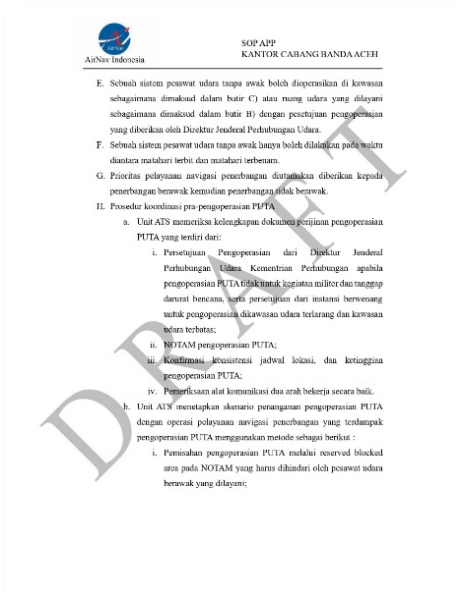 AirNav
AirNav Indonesia
SOP APP
KANTOR CABANG BANDA ACEH
E. Sebuah sistem pesawat udara tanpa awak boleh dioperasikan di kawasan
sebagaimana dimaksud dalam butir C) atau ruang udara yang dilayani
sebagaimana dimaksud dalam butir B) dengan pesetujuan pengoperasian
yang diberikan oleh Direktur Jenderal Perhubungan Udara.
F. Sebuah sistem pesawat udara tanpa awak hanya boleh dilakukan pada waktu
diantara matahari terbit dan matahari terbenam.
G. Prioritas pelayanan navigasi penerbangan diutamakan diberikan kepada
penerbangan berawak kemudian penerbangan tidak berawak.
II. Prosedur koordinasi pra-pengoperasian PUTA
a. Unit ATS memeriksa kelengkapan dokumen perijinan pengoperasian
PUTA yang terdiri dari:
i. Persetujuan Pengoperasian dari Direktur Jenderal
Perhubungan Udara Kementrian Perhubungan apabila
pengoperasian PUTA tidak untuk kegiatan militer dan tanggap
darurat bencana, serta persetujuan dari instansi berwenang
untuk pengoperasian dikawasan udara terlarang dan kawasan
udara terbatas;
ii. NOTAM pengoperasian PUTA;
iii. Konfirmasi konsistensi jadwal lokasi, dan ketinggian
pengoperasian PUTA;
iv. Pemeriksaan alat komunikasi dua arah bekerja secara baik.
b. Unit ATS menetapkan skenario penanganan pengoperasian PUTA
dengan operasi pelayanan navigasi penerbangan yang terdampak
pengoperasian PUTA menggunakan metode sebagai berikut :
i. Pemisahan pengoperasian PUTA melalui reserved blocked
area pada NOTAM yang harus dihindari oleh pesawat udara
berawak yang dilayani;
DRAFT